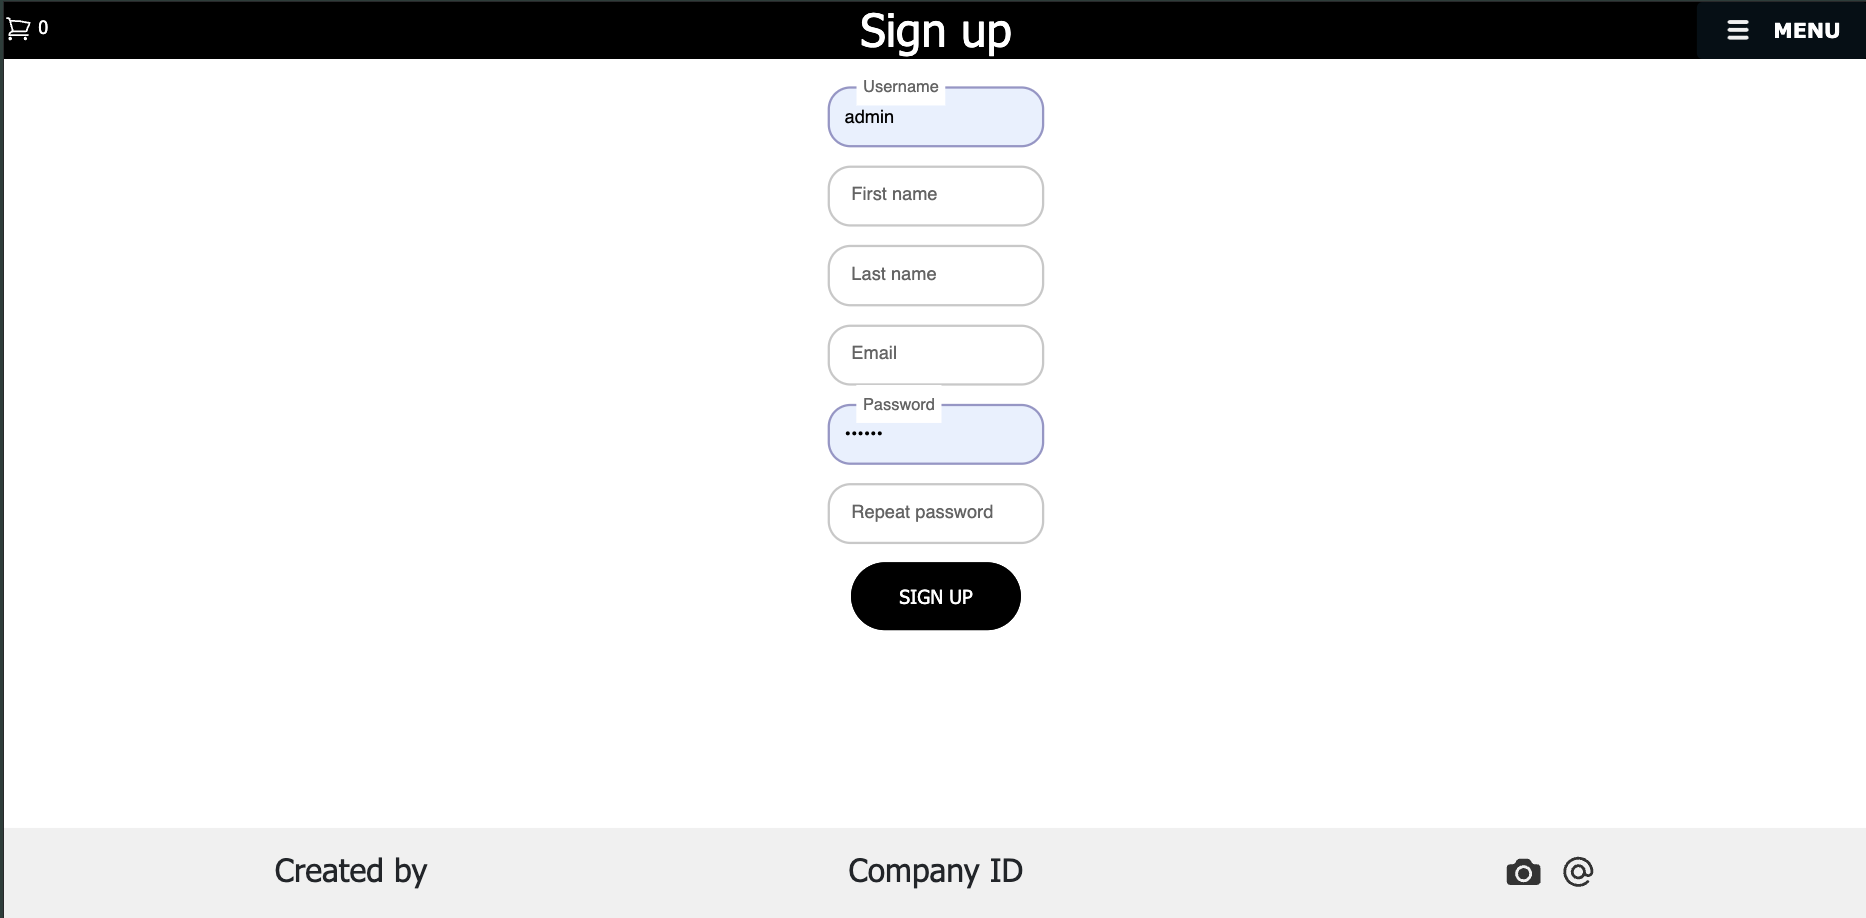 0
Sign up
MENU
Username
admin
First name
Last name
Email
Password
••••••
Repeat password
SIGN UP
Created by
Company ID